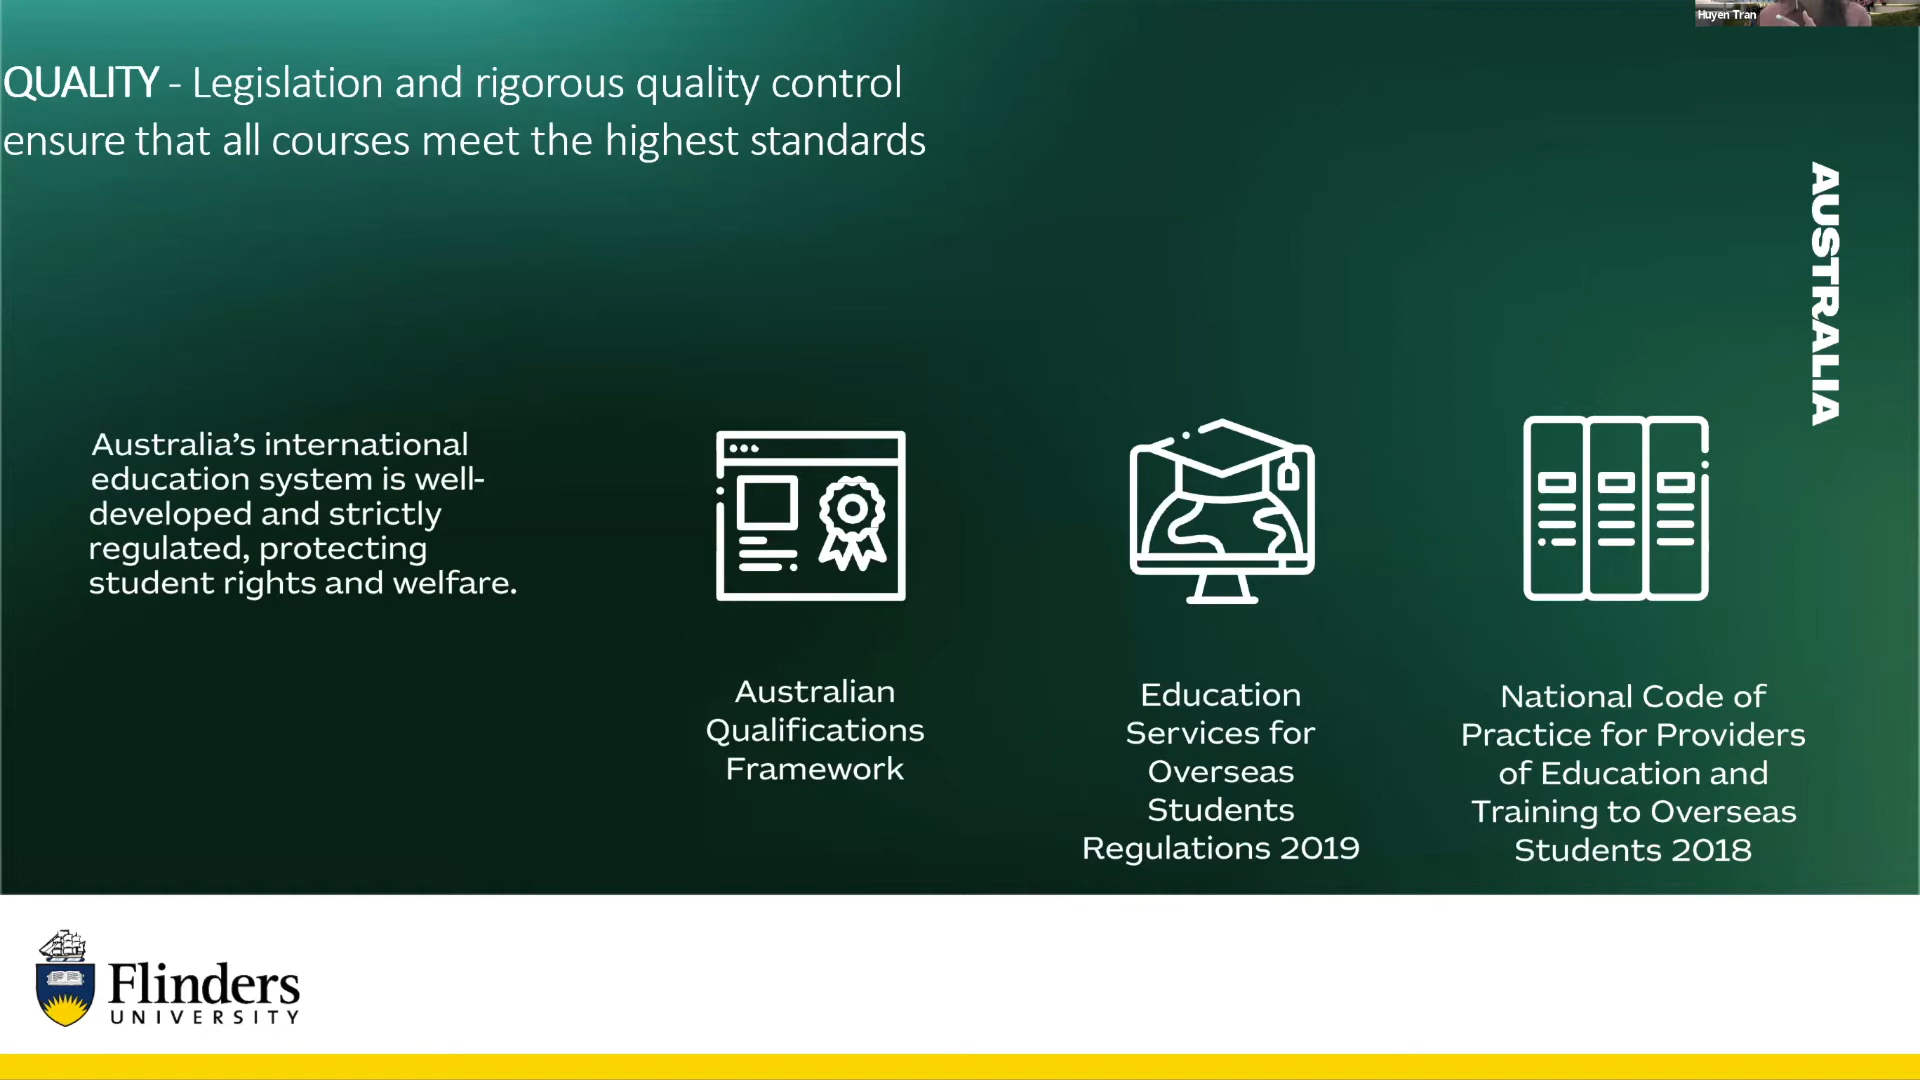 Huyen Tran
QUALITY - Legislation and rigorous quality control
ensure that all courses meet the highest standards
AUSTRALIA
Australia’s international
education system is well-
developed and strictly
regulated, protecting
student rights and welfare.
Australian
Qualifications
Framework
Education
Services for
Overseas
Students
Regulations 2019
National Code of
Practice for Providers
of Education and
Training to Overseas
Students 2018
Flinders
UNIVERSITY